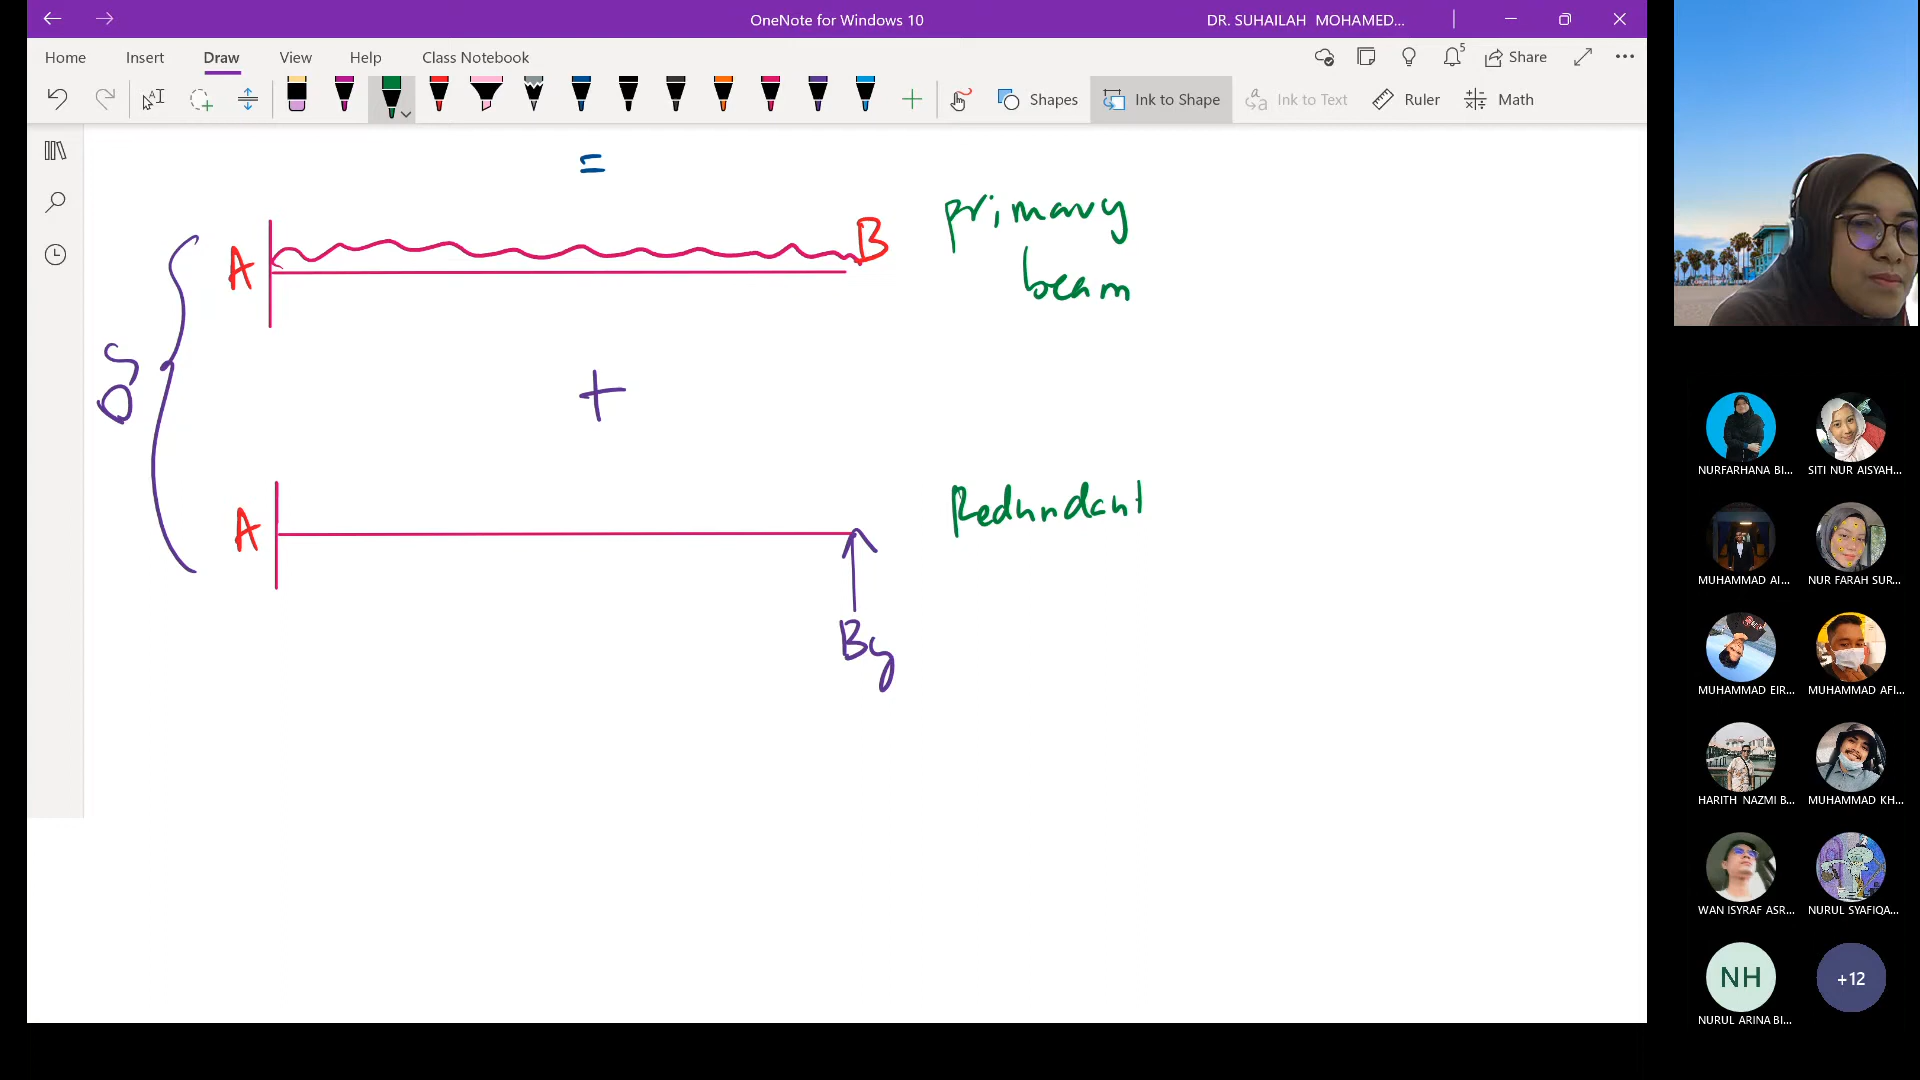 OneNote for Windows 10
DR. SUHAILAH MOHAMED...
Home Insert Draw View Help Class Notebook
5
Share
Shapes Ink to Shape Ink to Text Ruler Math
=
A B primary
beam
DS
+
A Redundant
By
NURFARHANA BI... SITI NUR AISYAH...
MUHAMMAD AI... NUR FARAH SUR...
MUHAMMAD EIR... MUHAMMAD AFI...
HARITH NAZMI B... MUHAMMAD KH...
WAN ISYRAF ASR... NURUL SYAFIQA...
NH +12
NURUL ARINA BI...